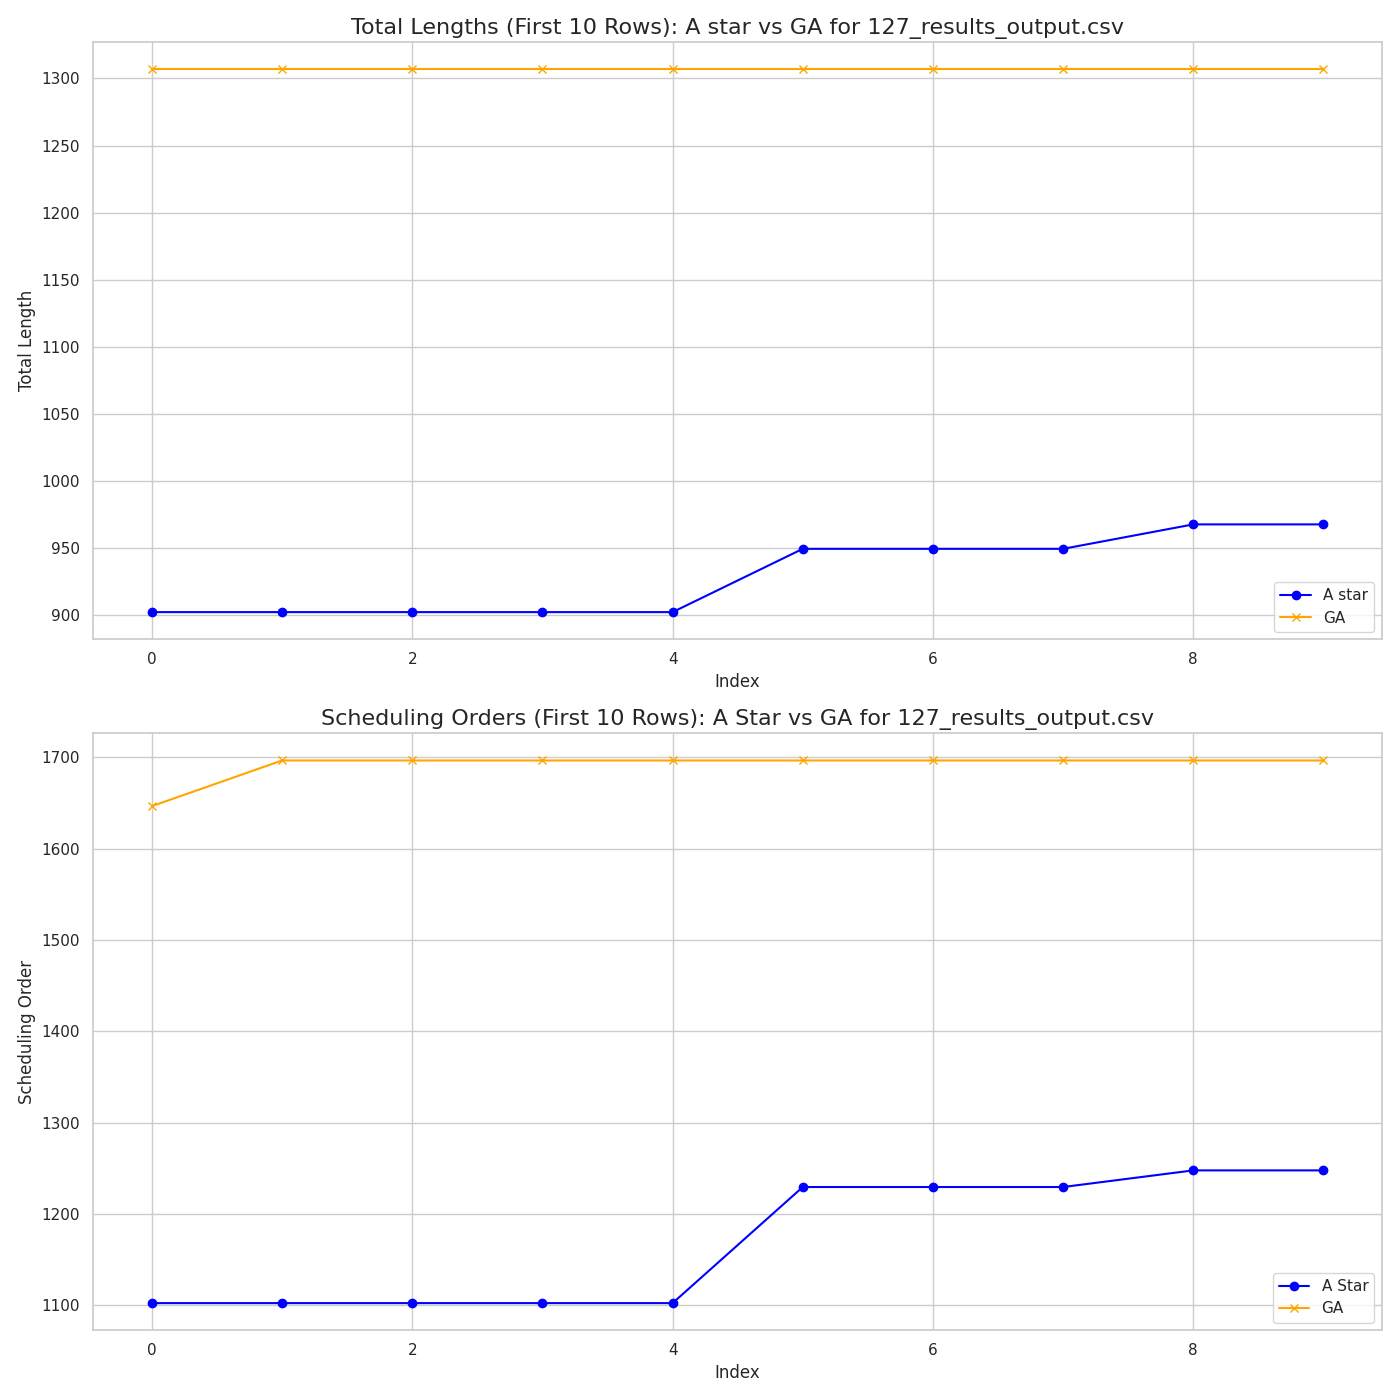 Total Lengths (First 10 Rows): A star vs GA for 127_results_output.csv
1300
1250
1200
1150
1100
1050
1000
950
900
Total Length
A star
GA
0 2 4 6 8
Index
Scheduling Orders (First 10 Rows): A Star vs GA for 127_results_output.csv
1700
1600
1500
1400
1300
1200
1100
Scheduling Order
A Star
GA
0 2 4 6 8
Index